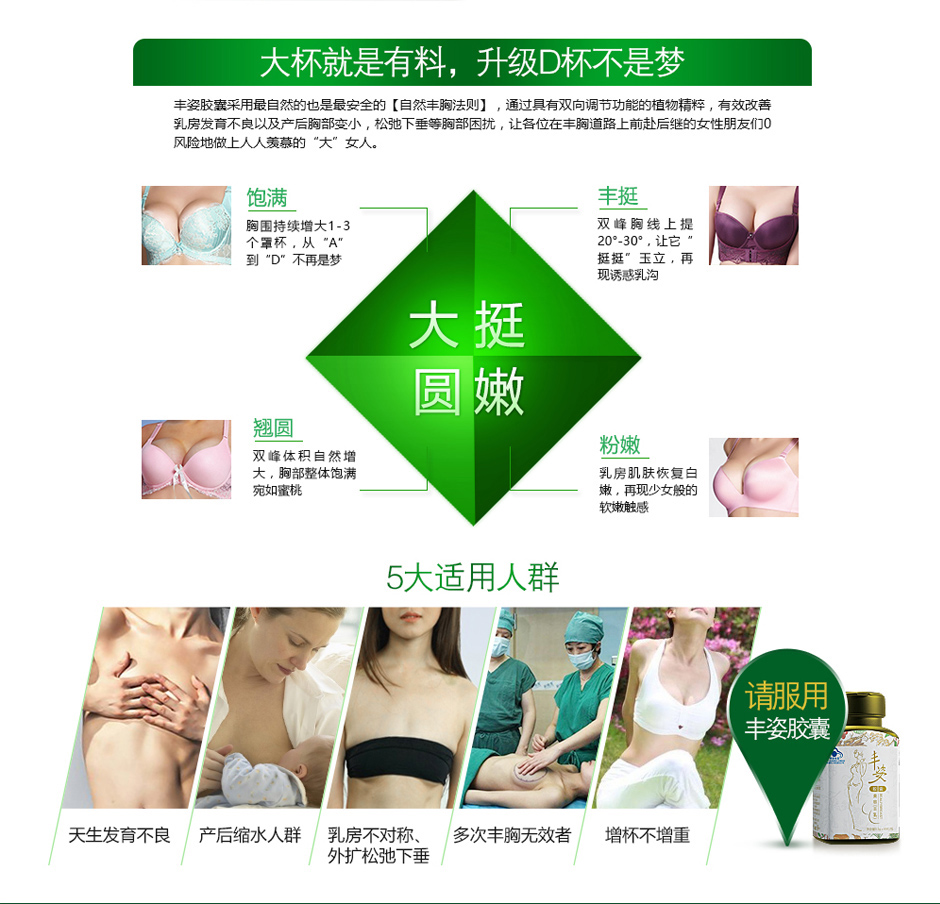 大杯就是有料，升级D杯不是梦
丰姿胶囊采用最自然的也是最安全的【自然丰胸法则】，通过具有双向调节功能的植物精粹，有效改善
乳房发育不良以及产后胸部变小，松弛下垂等胸部困扰，让各位在丰胸道路上前赴后继的女性朋友们0
风险地做上人人羡慕的“大”女人。
饱满
胸围持续增大1-3
个罩杯，从“A”
到“D”不再是梦
丰挺
双峰胸线上提
20°-30°，让它“
挺挺”玉立，再
现诱惑乳沟
大 挺
圆 嫩
翘圆
双峰体积自然增
大，胸部整体饱满
宛如蜜桃
粉嫩
乳房肌肤恢复白
嫩，再现少女般的
软嫩触感
5大适用人群
请服用
丰姿胶囊
丰姿
天生发育不良
产后缩水人群
乳房不对称、
外扩松弛下垂
多次丰胸无效者
增杯不增重